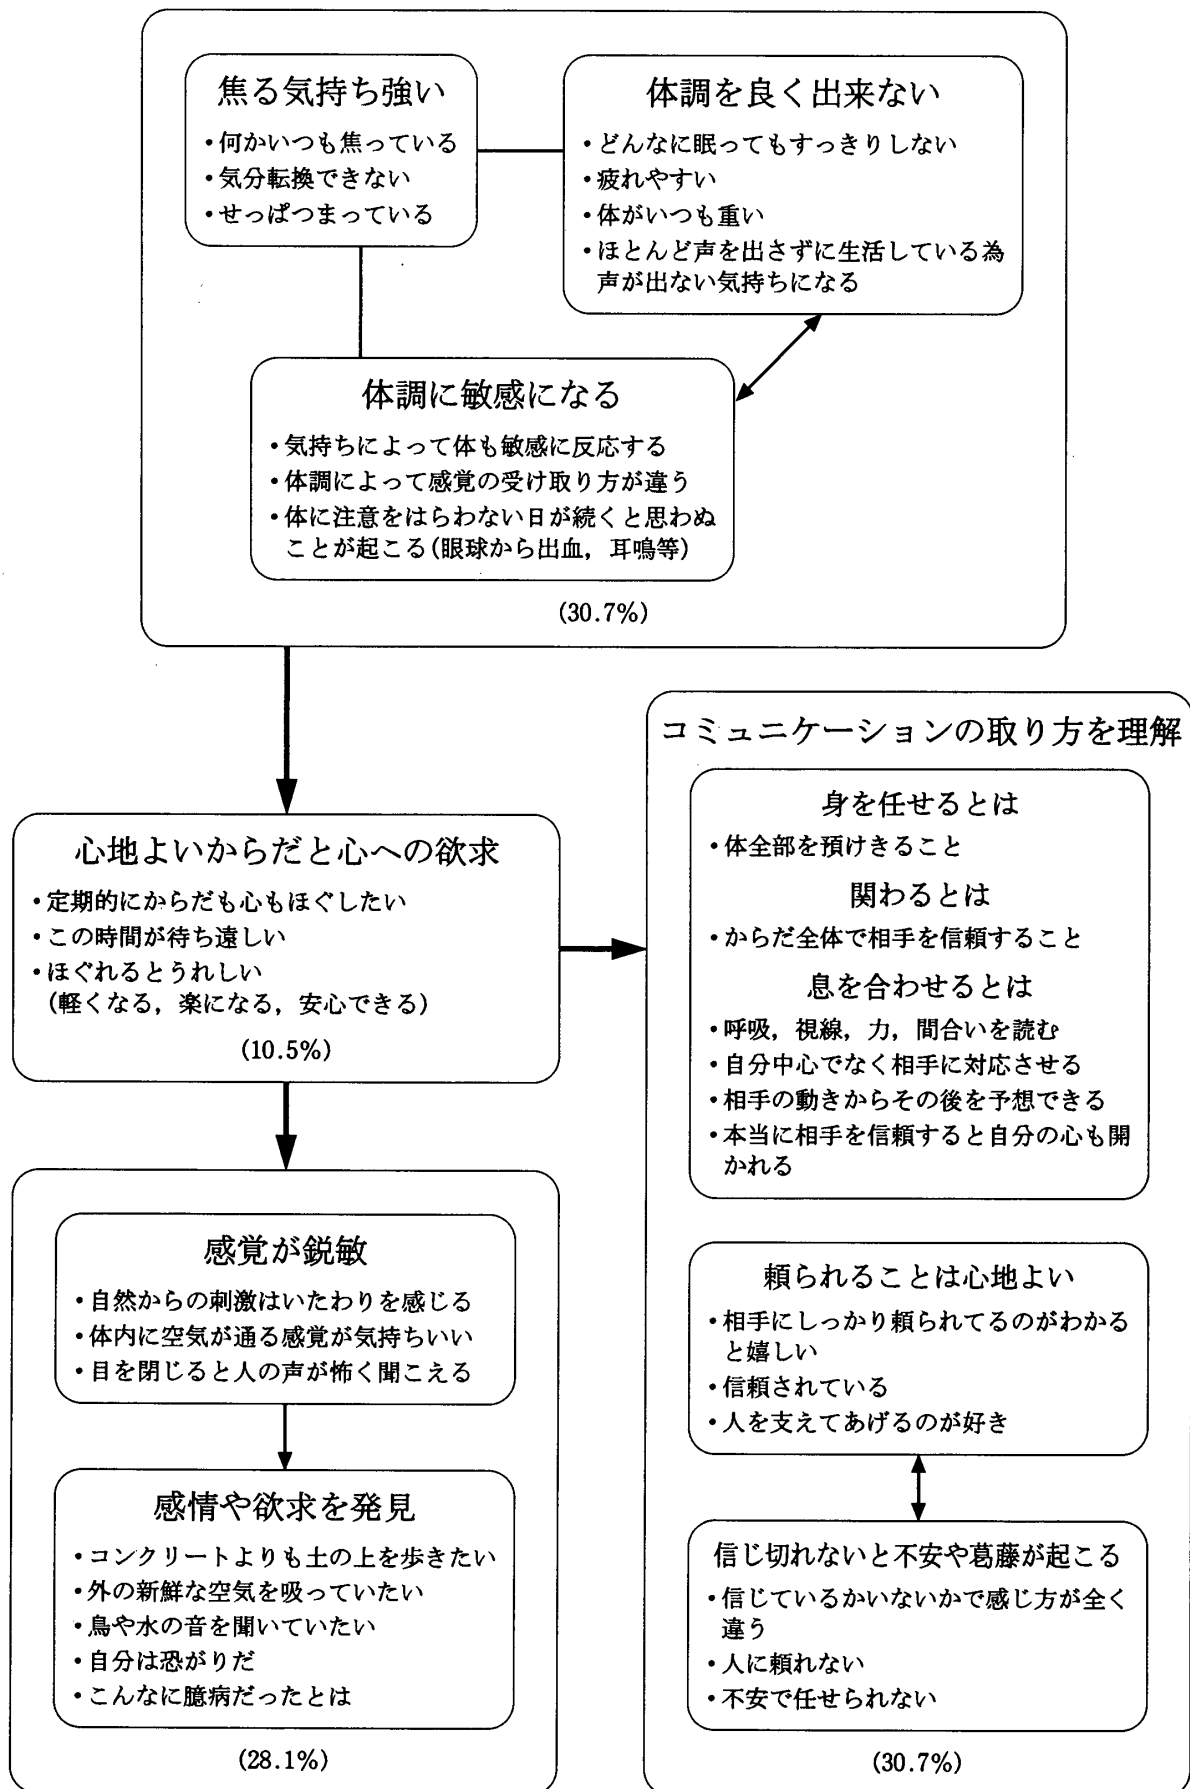 焦る気持ち強い
・何かいつも焦っている
・気分転換できない
・せっぱつまっている
体調を良く出来ない
・どんなに眠ってもすっきりしない
・疲れやすい
・体がいつも重い
・ほとんど声を出さずに生活している為
声が出ない気持ちになる
体調に敏感になる
・気持ちによって体も敏感に反応する
・体調によって感覚の受け取り方が違う
・体に注意をはらわない日が続くと思わぬ
ことが起こる(眼球から出血，耳鳴等)
(30.7%)
心地よいからだと心への欲求
・定期的にからだも心もほぐしたい
・この時間が待ち遠しい
・ほぐれるとうれしい
(軽くなる，楽になる，安心できる)
(10.5%)
感覚が鋭敏
・自然からの刺激はいたわりを感じる
・体内に空気が通る感覚が気持ちいい
・目を閉じると人の声が怖く聞こえる
感情や欲求を発見
・コンクリートよりも土の上を歩きたい
・外の新鮮な空気を吸っていたい
・鳥や水の音を聞いていたい
・自分は恐がりだ
・こんなに臆病だったとは
(28.1%)
コミュニケーションの取り方を理解
身を任せるとは
・体全部を預けきること
関わるとは
・からだ全体で相手を信頼すること
息を合わせるとは
・呼吸，視線，力，間合いを読む
・自分中心でなく相手に対応させる
・相手の動きからその後を予想できる
・本当に相手を信頼すると自分の心も開
かれる
頼られることは心地よい
・相手にしっかり頼られてるのがわかる
と嬉しい
・信頼されている
・人を支えてあげるのが好き
信じ切れないと不安や葛藤が起こる
・信じているかいないかで感じ方が全く
違う
・人に頼れない
・不安で任せられない
(30.7%)